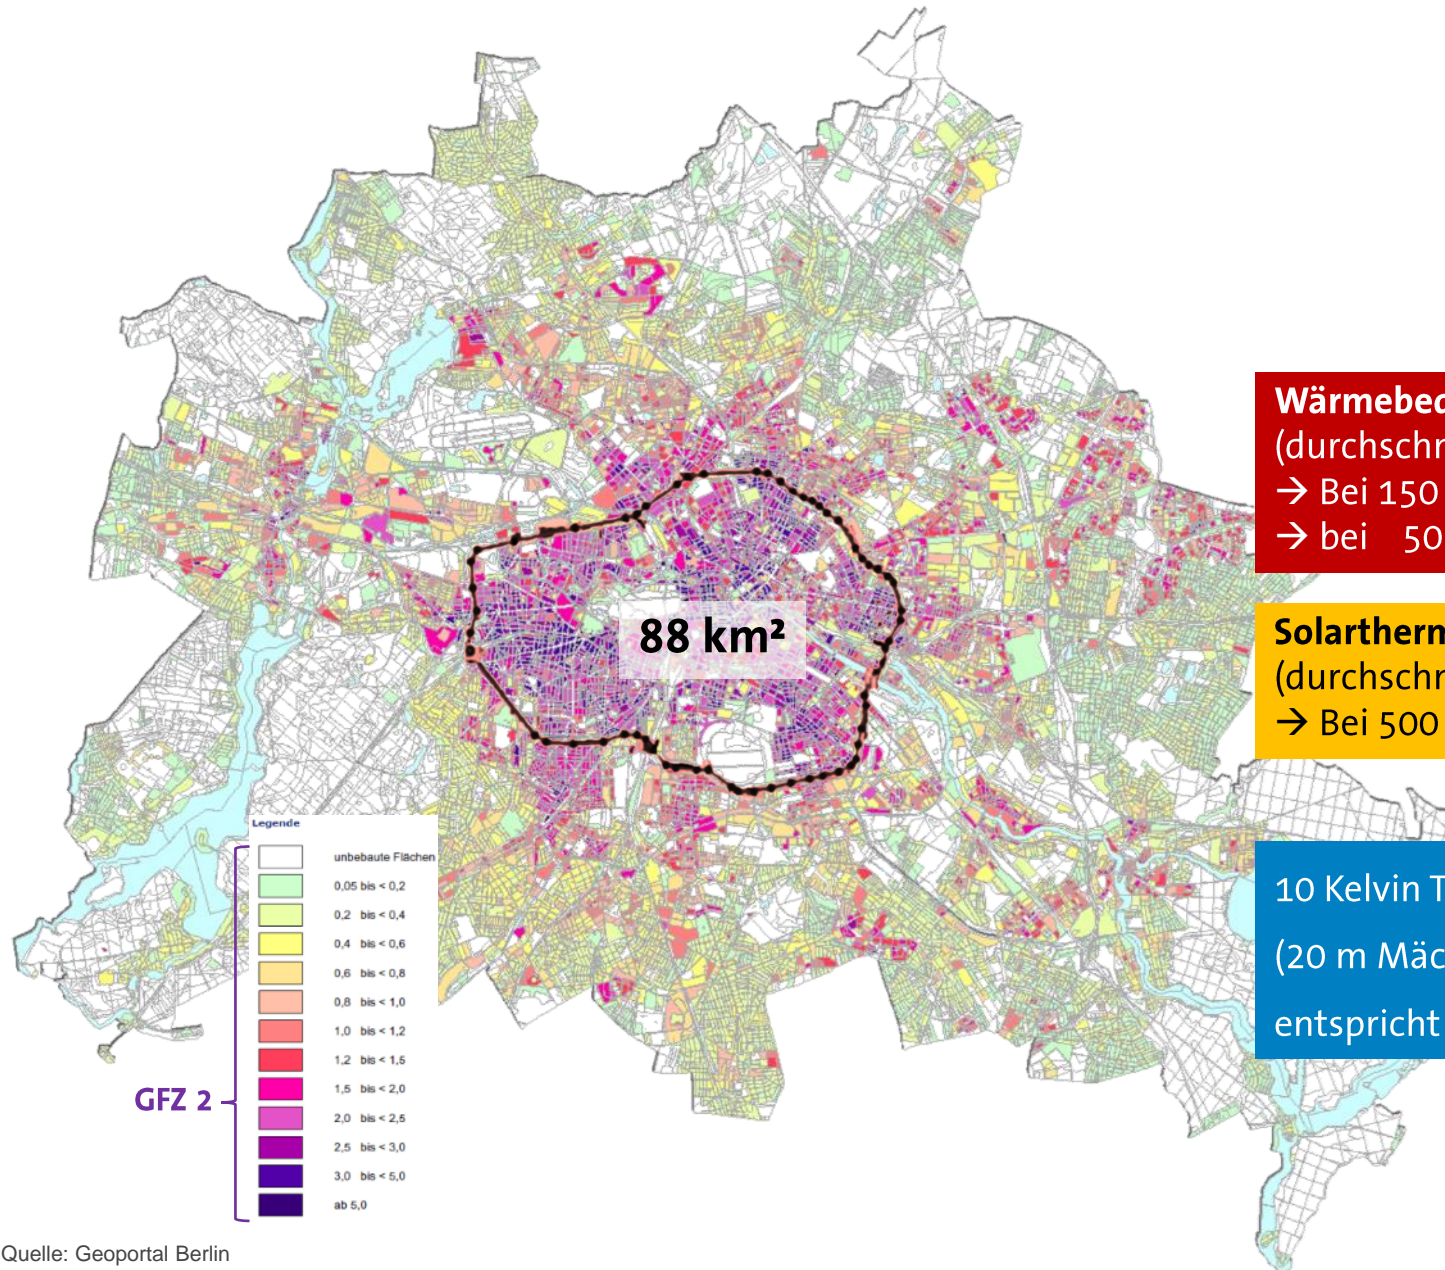 88 km²
Wärmebed
(durchschn
→ Bei 150
→ bei 50
Solartherm
(durchschn
→ Bei 500
10 Kelvin T
(20 m Mäc
entspricht
Legende
unbebaute Flächen
0,05 bis < 0,2
0,2 bis < 0,4
0,4 bis < 0,6
0,6 bis < 0,8
0,8 bis < 1,0
1,0 bis < 1,2
1,2 bis < 1,5
1,5 bis < 2,0
2,0 bis < 2,5
2,5 bis < 3,0
3,0 bis < 5,0
ab 5,0
GFZ 2
Quelle: Geoportal Berlin